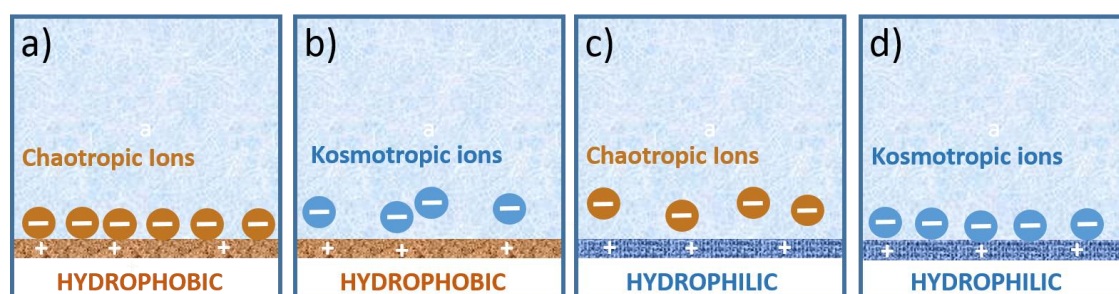 a)
a
Chaotropic Ions
− − − − − −
+ + +
HYDROPHOBIC
b)
Kosmotropic ions
− − − −
+ + +
HYDROPHOBIC
c)
a
Chaotropic Ions
− − − −
+ + +
HYDROPHILIC
d)
a
Kosmotropic ions
− − − − −
+ + +
HYDROPHILIC